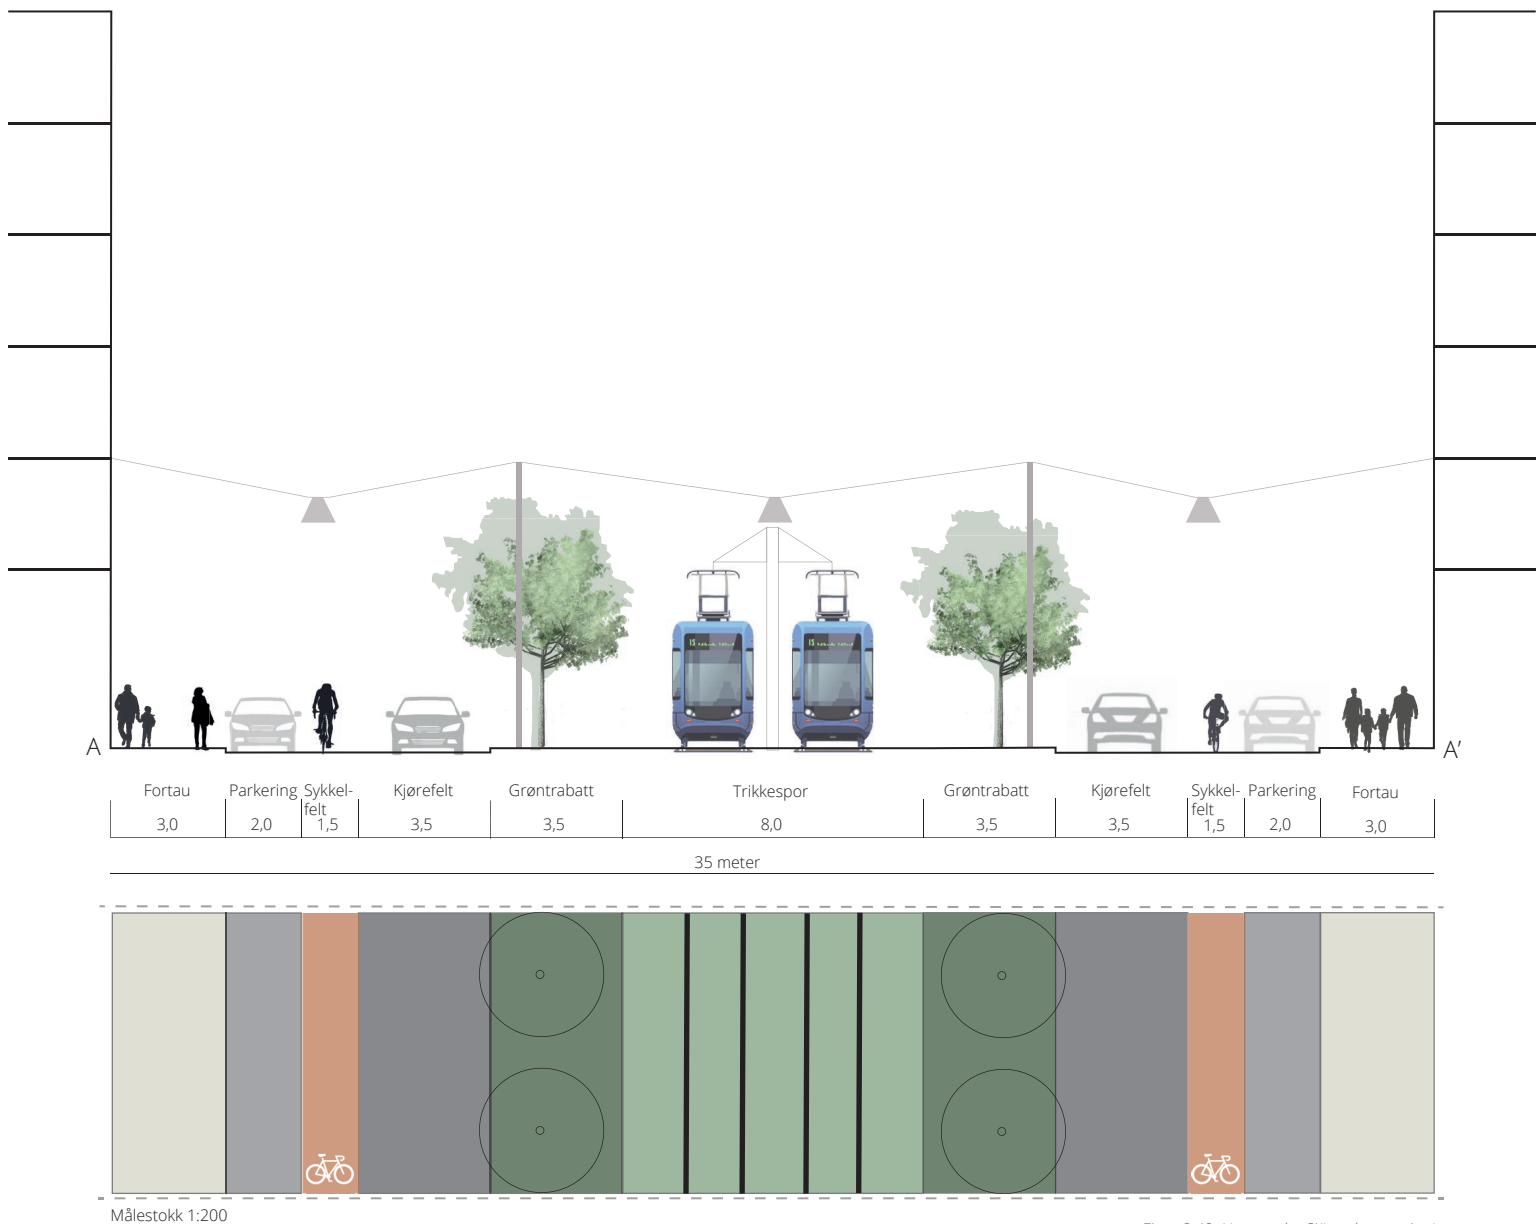 A
A’
Fortau Parkering Sykkel- Kjørefelt Grøntrabatt Trikkespor Grøntrabatt Kjørefelt Sykkel- Parkering Fortau
felt felt
3,0 2,0 1,5 3,5 3,5 8,0 3,5 3,5 1,5 2,0 3,0
35 meter
Målestokk 1:200